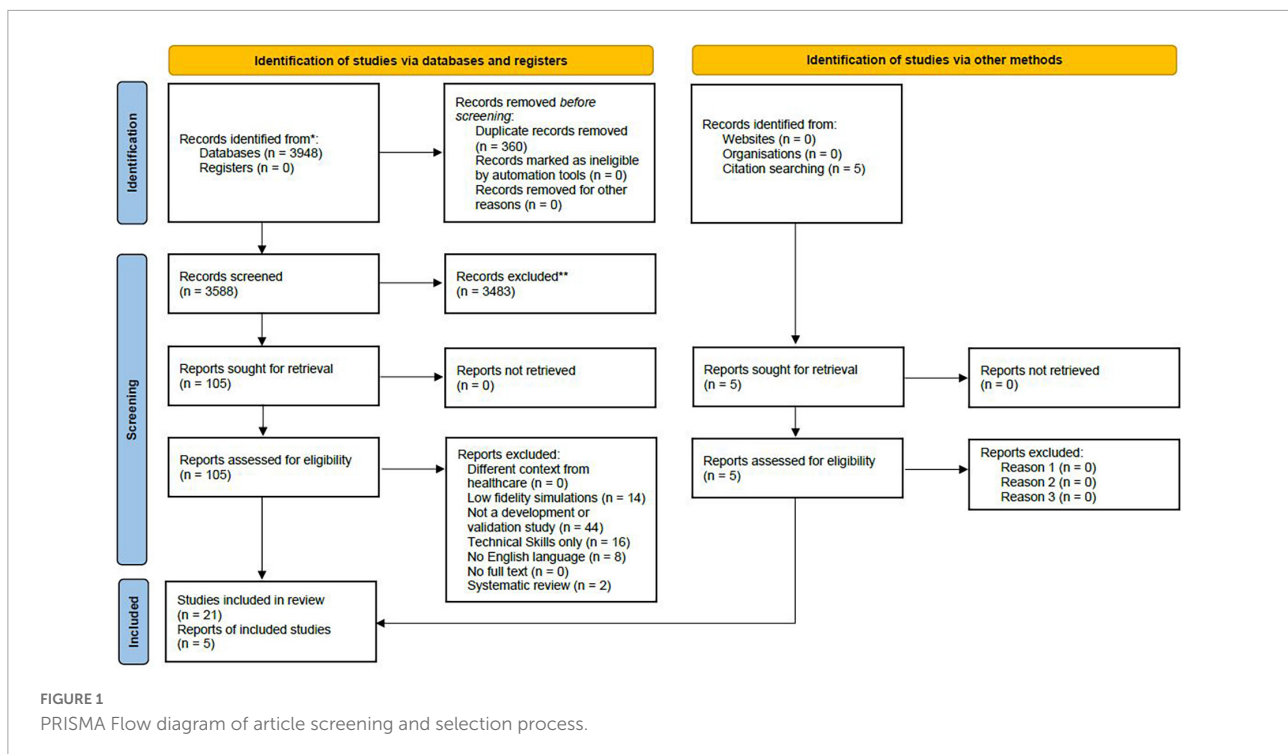 Identification of studies via databases and registers
Identification of studies via other methods
Identification
Records identified from*:
Databases (n = 3948)
Registers (n = 0)
Records removed before
screening:
Duplicate records removed
(n = 360)
Records marked as ineligible
by automation tools (n = 0)
Records removed for other
reasons (n = 0)
Records identified from:
Websites (n = 0)
Organisations (n = 0)
Citation searching (n = 5)
Screening
Records screened
(n = 3588)
Records excluded**
(n = 3483)
Reports sought for retrieval
(n = 105)
Reports not retrieved
(n = 0)
Reports sought for retrieval
(n = 5)
Reports not retrieved
(n = 0)
Reports assessed for eligibility
(n = 105)
Reports excluded:
Different context from
healthcare (n = 0)
Low fidelity simulations (n = 14)
Not a development or
validation study (n = 44)
Technical Skills only (n = 16)
No English language (n = 8)
No full text (n = 0)
Systematic review (n = 2)
Reports assessed for eligibility
(n = 5)
Reports excluded:
Reason 1 (n = 0)
Reason 2 (n = 0)
Reason 3 (n = 0)
Included
Studies included in review
(n = 21)
Reports of included studies
(n = 5)
FIGURE 1
PRISMA Flow diagram of article screening and selection process.